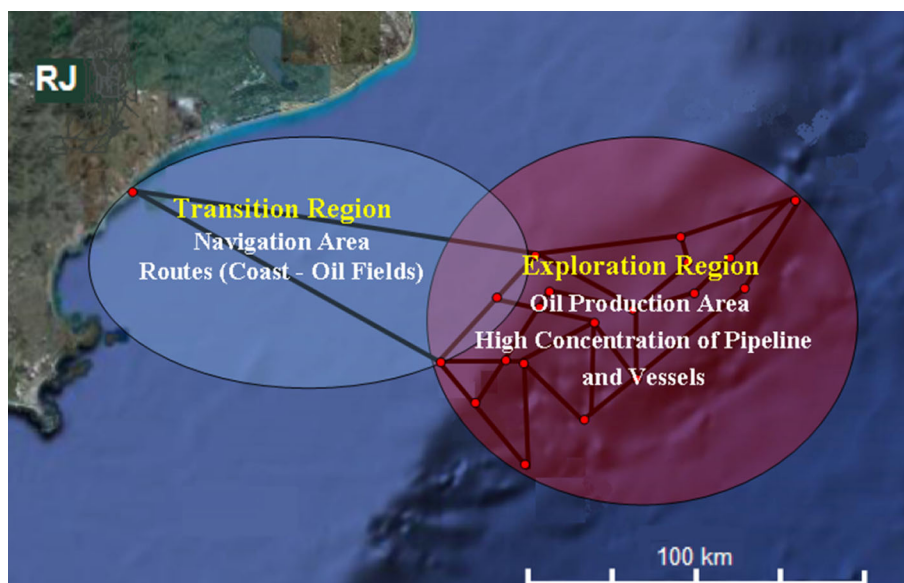 RJ
Transition Region
Navigation Area
Routes (Coast - Oil Fields)
Exploration Region
Oil Production Area
High Concentration of Pipeline
and Vessels
100 km